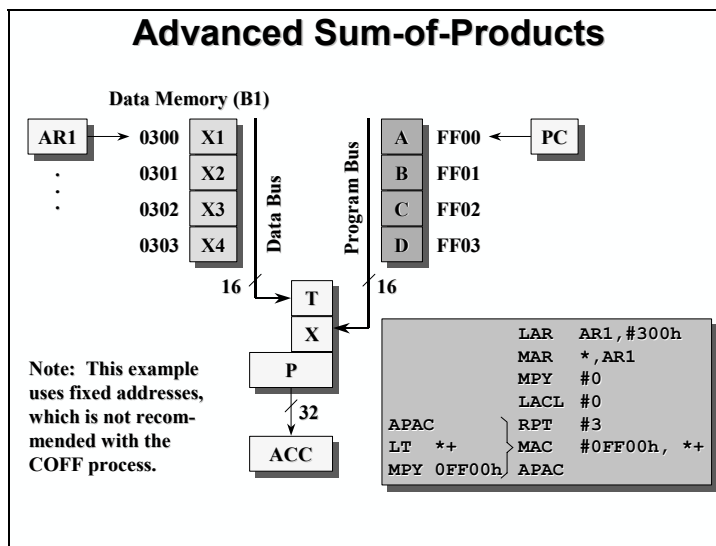 Advanced Sum-of-Products
Data Memory (B1)
AR1 0300 X1 A FF00 PC
0301 X2 B FF01
0302 X3 C FF02
0303 X4 D FF03
Data Bus
Program Bus
16 T 16
X
P
32
ACC
Note: This example
uses fixed addresses,
which is not recom-
mended with the
COFF process.
LAR AR1,#300h
MAR *,AR1
MPY #0
LACL #0
APAC RPT #3
LT *+ MAC #0FF00h, *+
MPY 0FF00h APAC